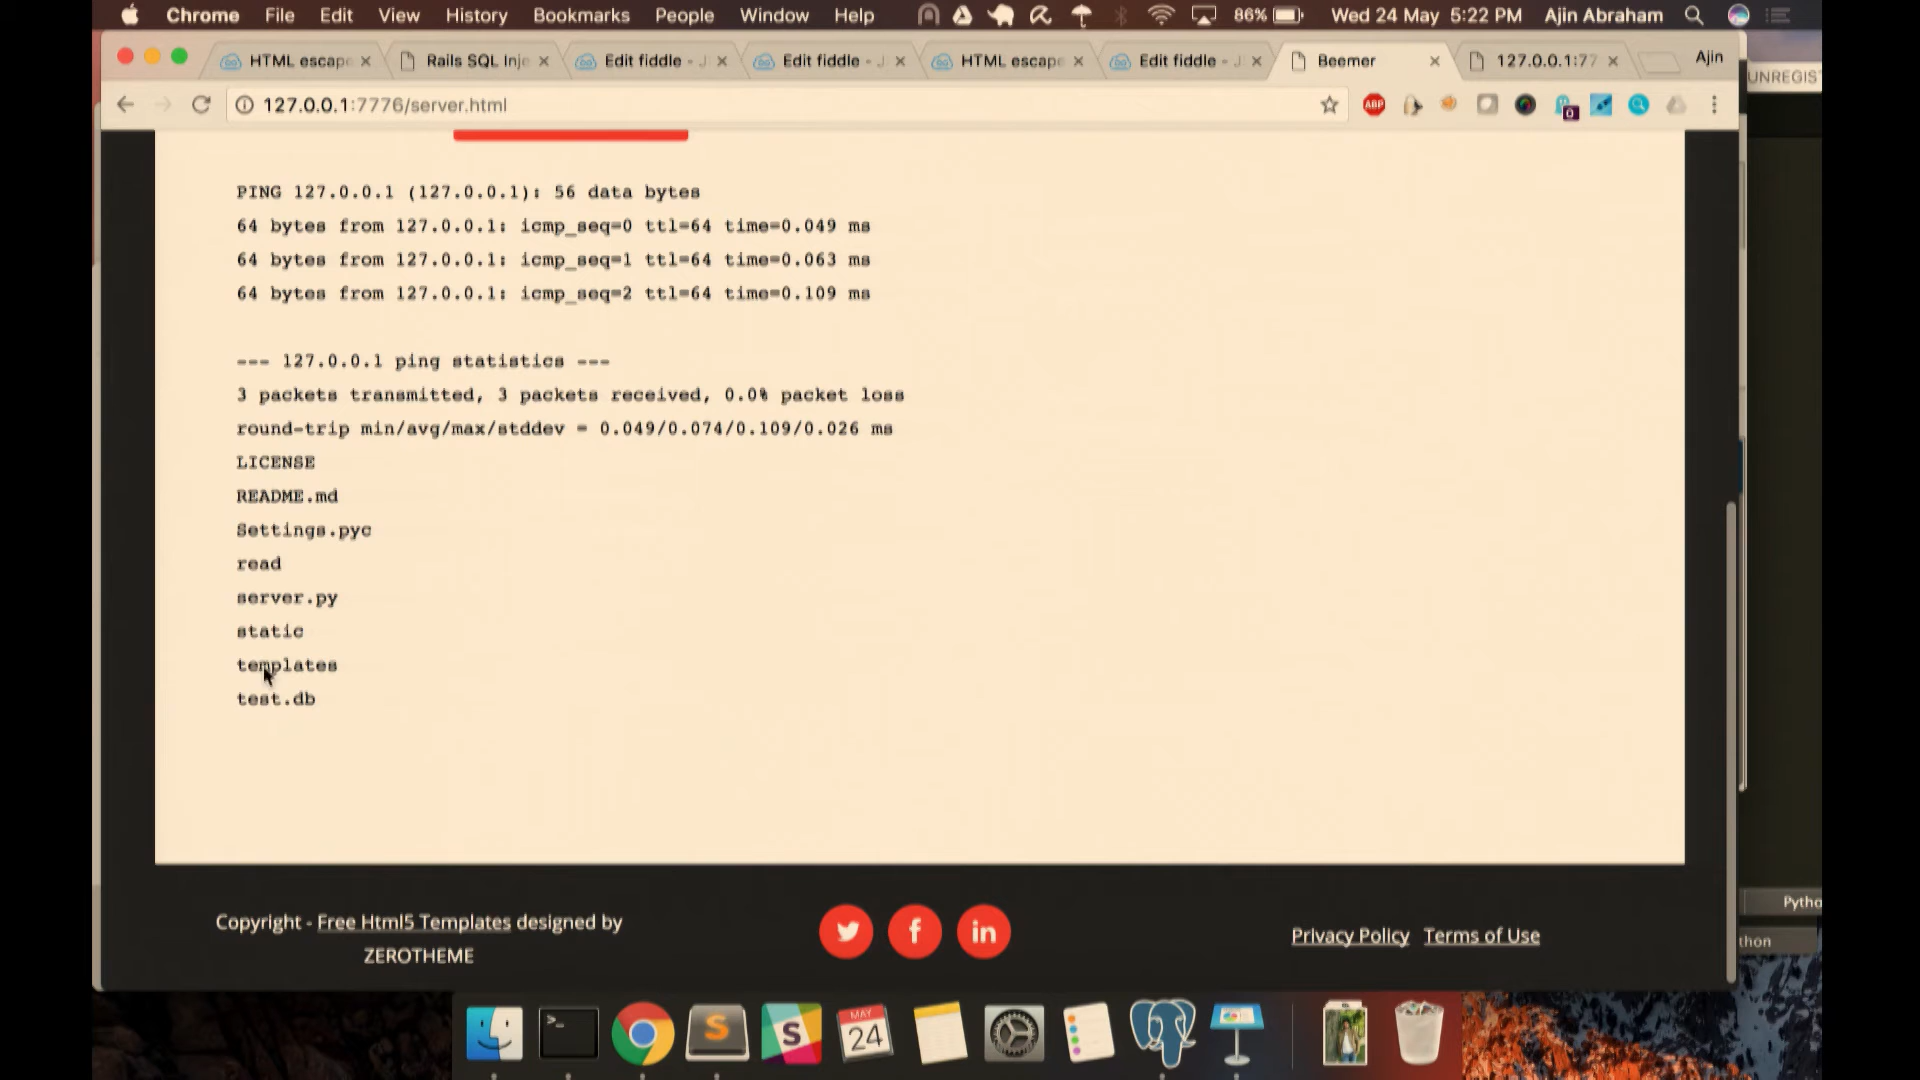 Chrome File Edit View History Bookmarks People Window Help 86% Wed 24 May 5:22 PM Ajin Abraham
HTML escap Rails SQL Inje Edit fiddle - J Edit fiddle - J HTML escap Edit fiddle - J Beemer 127.0.0.1:77 Ajin
UNREGIS
127.0.0.1:7776/server.html
ABP
PING 127.0.0.1 (127.0.0.1): 56 data bytes
64 bytes from 127.0.0.1: icmp_seq=0 ttl=64 time=0.049 ms
64 bytes from 127.0.0.1: icmp_seq=1 ttl=64 time=0.063 ms
64 bytes from 127.0.0.1: icmp_seq=2 ttl=64 time=0.109 ms
--- 127.0.0.1 ping statistics ---
3 packets transmitted, 3 packets received, 0.0% packet loss
round-trip min/avg/max/stddev = 0.049/0.074/0.109/0.026 ms
LICENSE
README.md
Settings.pyc
read
server.py
static
templates
test.db
Pytho
thon
Copyright - Free Html5 Templates designed by
ZEROTHEME
in
Privacy Policy Terms of Use
MAY
24